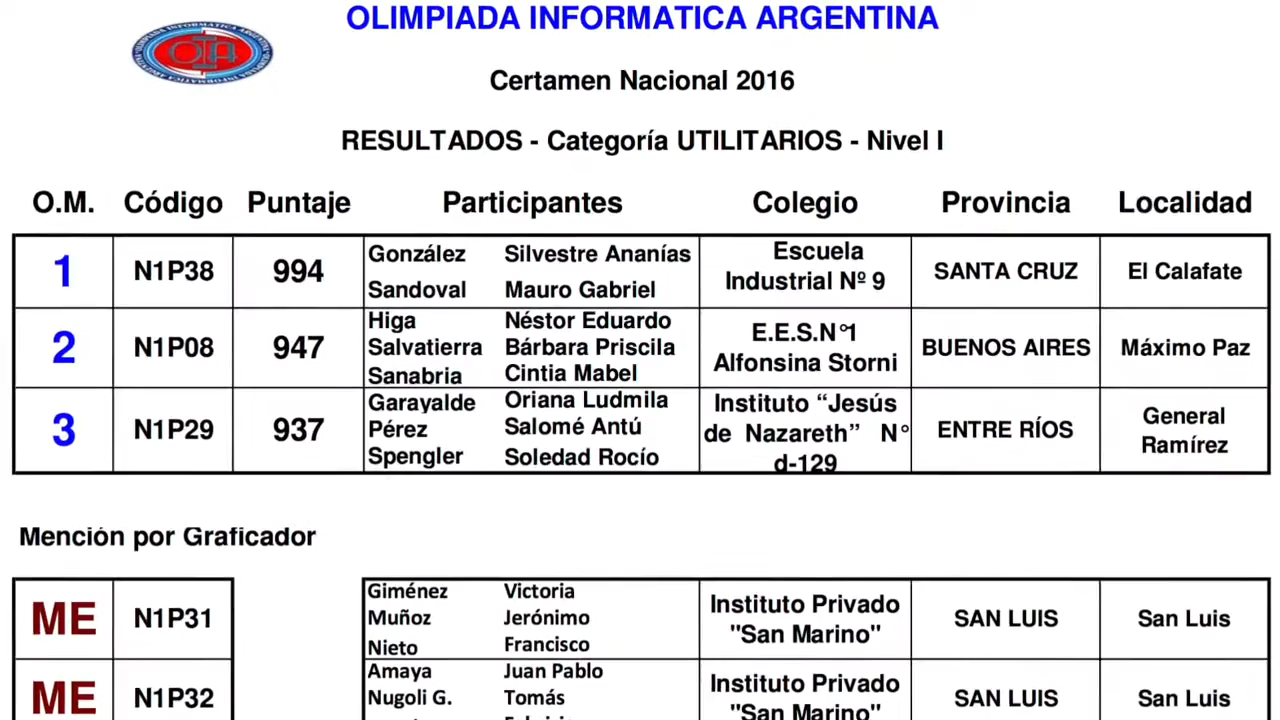 OLIMPIADA INFORMATICA ARGENTINA
OLIMPIADA INFORMATICA ARGENTINA
OIA
Certamen Nacional 2016
RESULTADOS - Categoría UTILITARIOS - Nivel I
O.M. Código Puntaje Participantes Colegio Provincia Localidad
1 N1P38 994
González Silvestre Ananías
Sandoval Mauro Gabriel
Escuela
Industrial Nº 9
SANTA CRUZ
El Calafate
2 N1P08 947
Higa Néstor Eduardo
Salvatierra Bárbara Priscila
Sanabria Cintia Mabel
E.E.S.N°1
Alfonsina Storni
BUENOS AIRES
Máximo Paz
3 N1P29 937
Garayalde Oriana Ludmila
Pérez Salomé Antú
Spengler Soledad Rocío
Instituto “Jesús
de Nazareth” N°
d-129
ENTRE RÍOS
General
Ramírez
Mención por Graficador
ME N1P31
Giménez Victoria
Muñoz Jerónimo
Nieto Francisco
Instituto Privado
"San Marino"
SAN LUIS
San Luis
ME N1P32
Amaya Juan Pablo
Nugoli G. Tomás
Instituto Privado
"San Marino"
SAN LUIS
San Luis